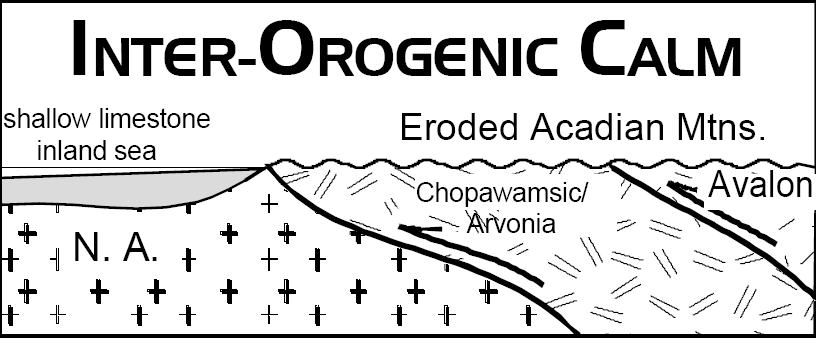 INTER-OROGENIC CALM
shallow limestone
inland sea
Eroded Acadian Mtns.
Chopawamsic/
Arvonia
Avalon
N. A.